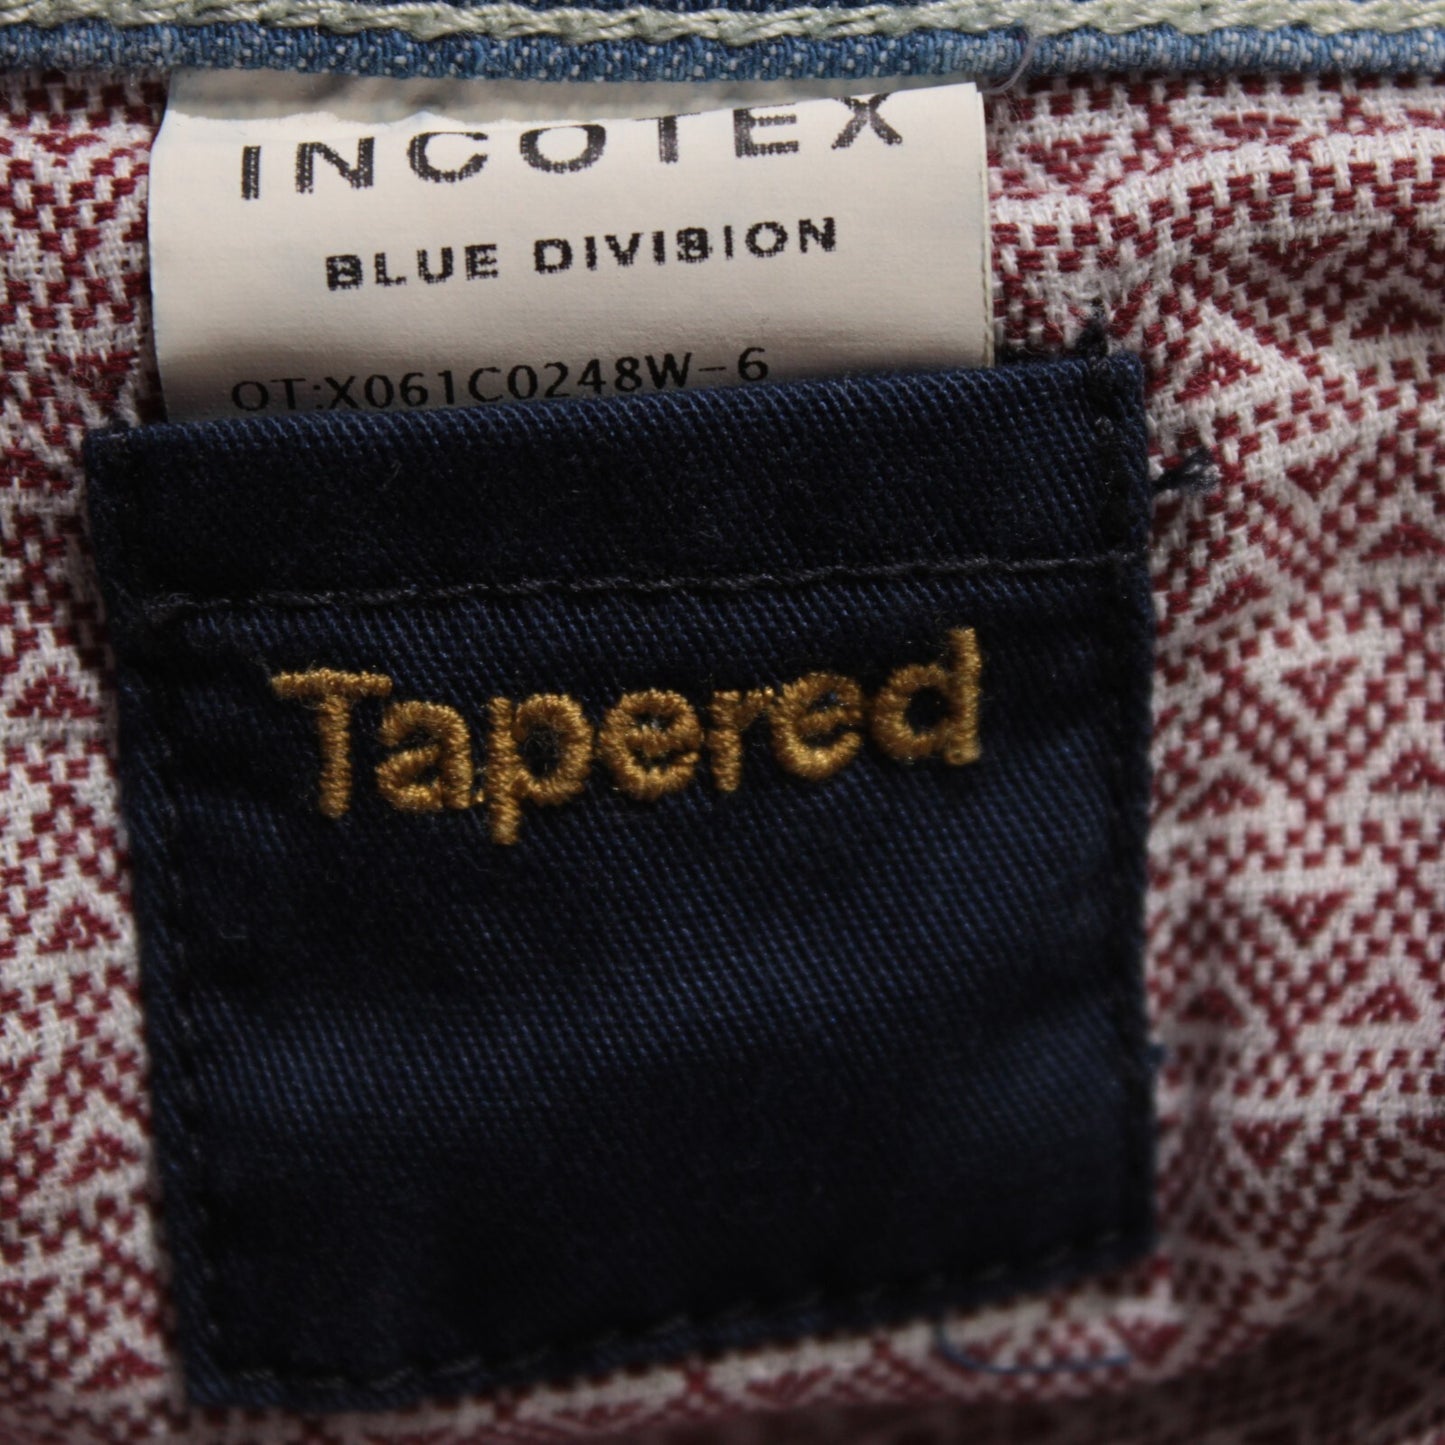 INCOTEX
BLUE DIVISION
OT:X061C0248W-6
Tapered